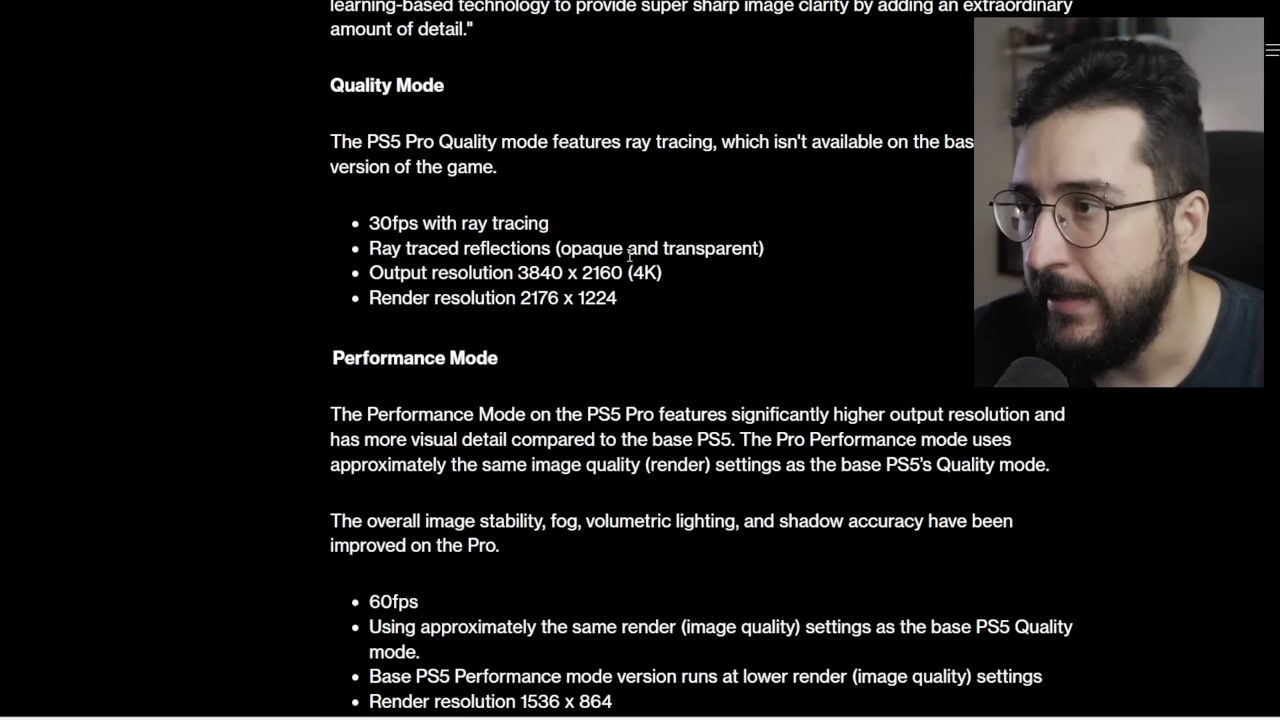 learning-based technology to provide super sharp image clarity by adding an extraordinary
amount of detail."
Quality Mode
The PS5 Pro Quality mode features ray tracing, which isn't available on the bas
version of the game.
• 30fps with ray tracing
• Ray traced reflections (opaque and transparent)
• Output resolution 3840 x 2160 (4K)
• Render resolution 2176 x 1224
Performance Mode
The Performance Mode on the PS5 Pro features significantly higher output resolution and
has more visual detail compared to the base PS5. The Pro Performance mode uses
approximately the same image quality (render) settings as the base PS5's Quality mode.
The overall image stability, fog, volumetric lighting, and shadow accuracy have been
improved on the Pro.
• 60fps
• Using approximately the same render (image quality) settings as the base PS5 Quality
mode.
• Base PS5 Performance mode version runs at lower render (image quality) settings
• Render resolution 1536 x 864